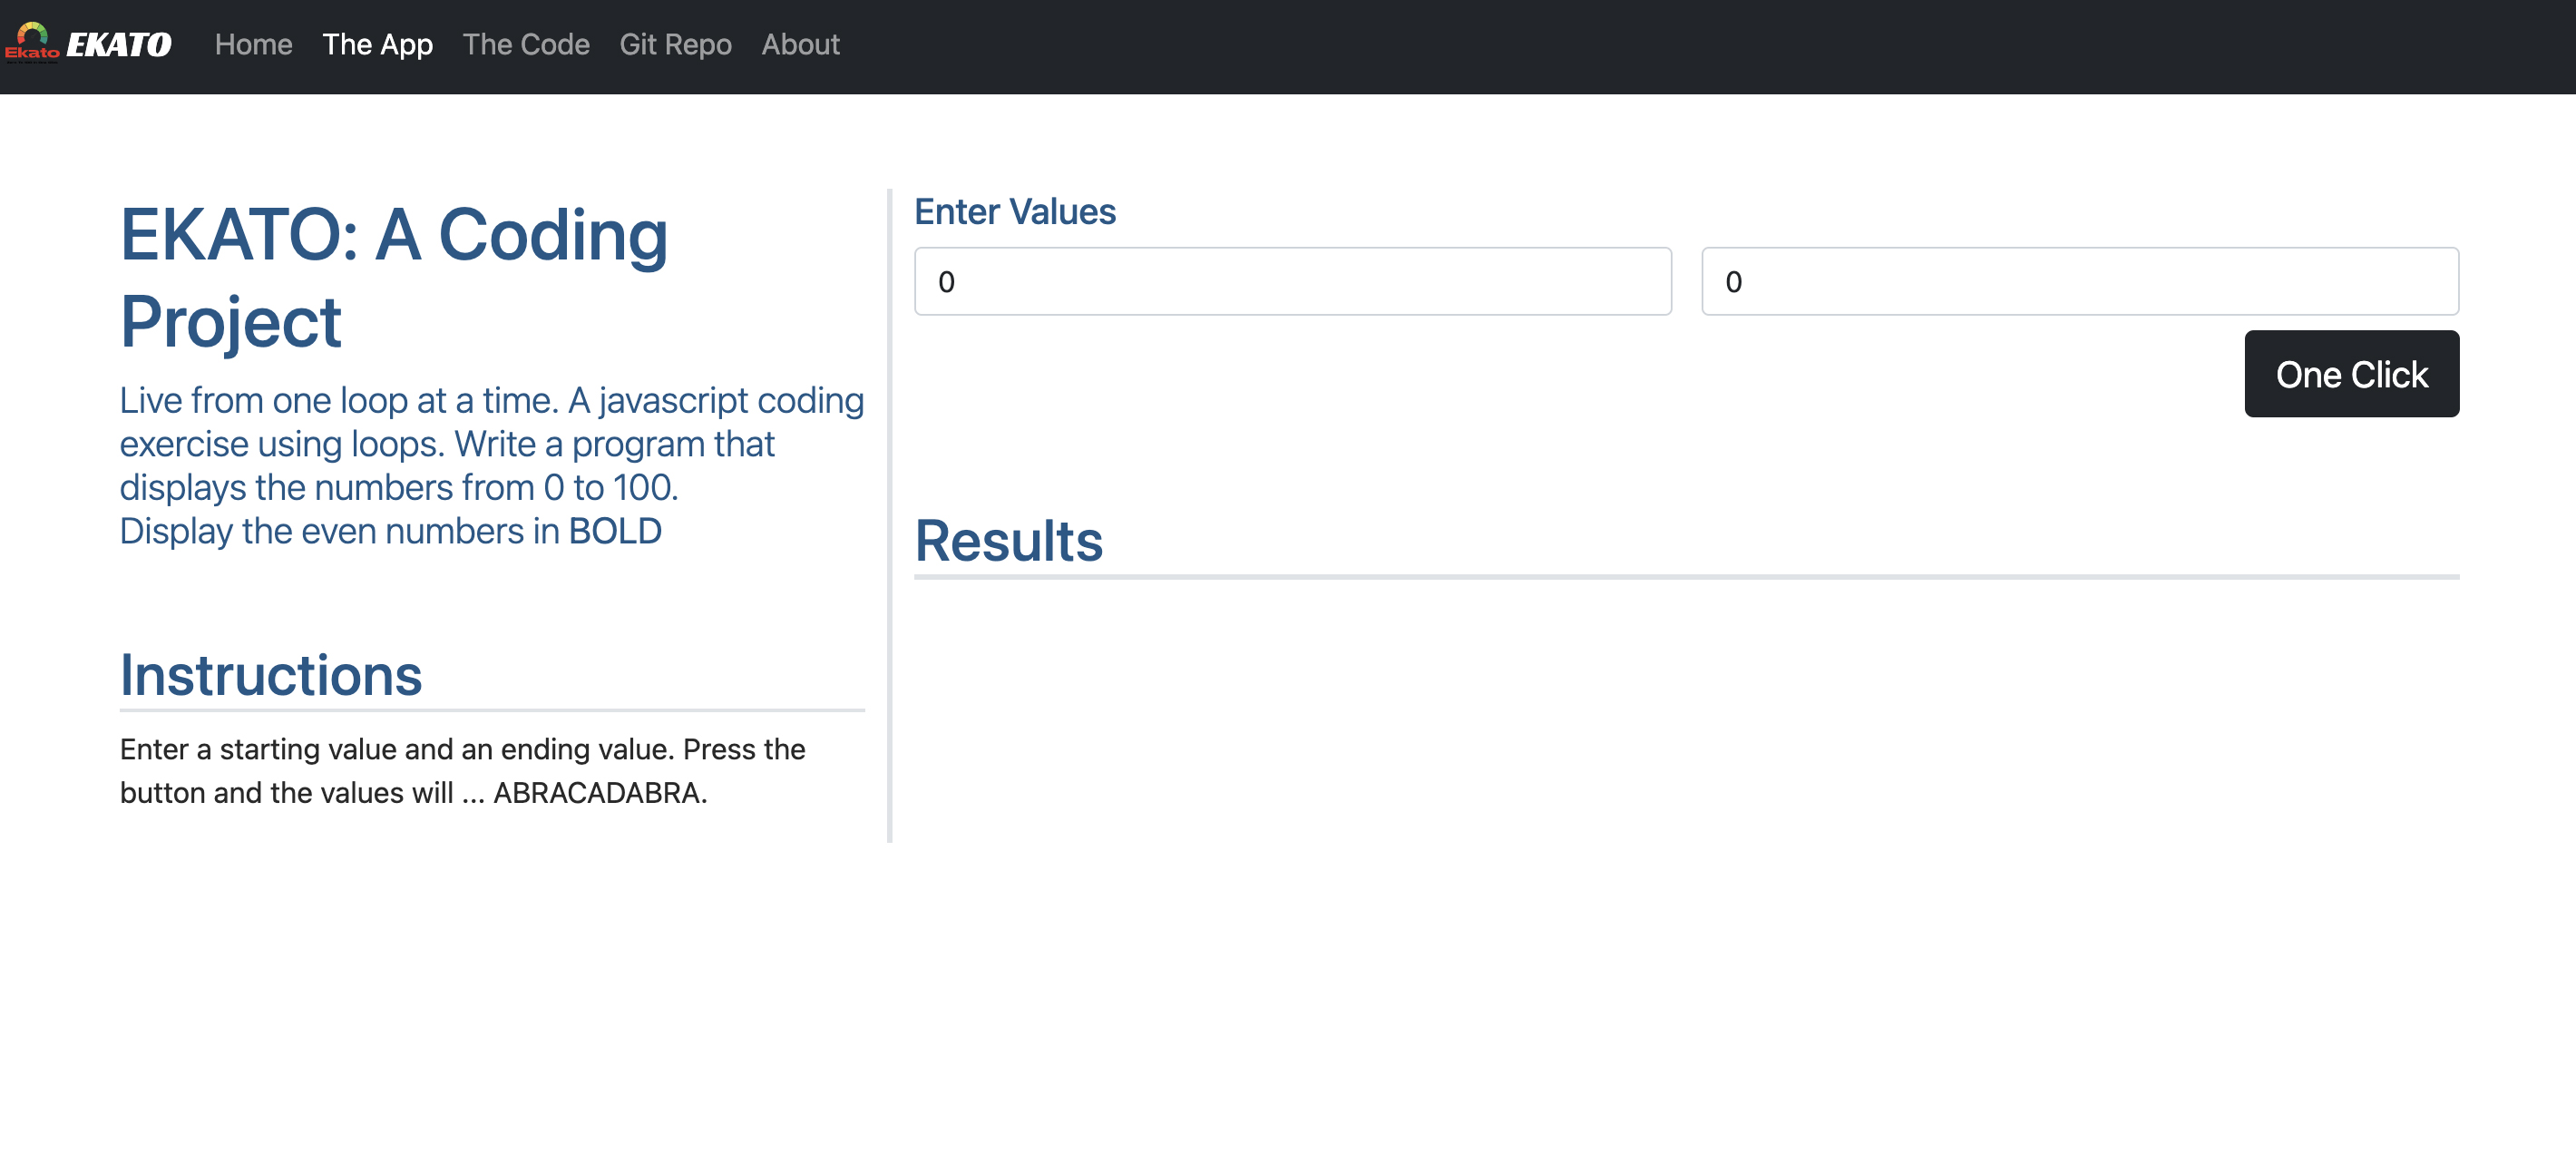 Ekato EKATO Home The App The Code Git Repo About
EKATO: A Coding
Project
Live from one loop at a time. A javascript coding
exercise using loops. Write a program that
displays the numbers from 0 to 100.
Display the even numbers in BOLD
Instructions
Enter a starting value and an ending value. Press the
button and the values will ... ABRACADABRA.
Enter Values
0 0
One Click
Results